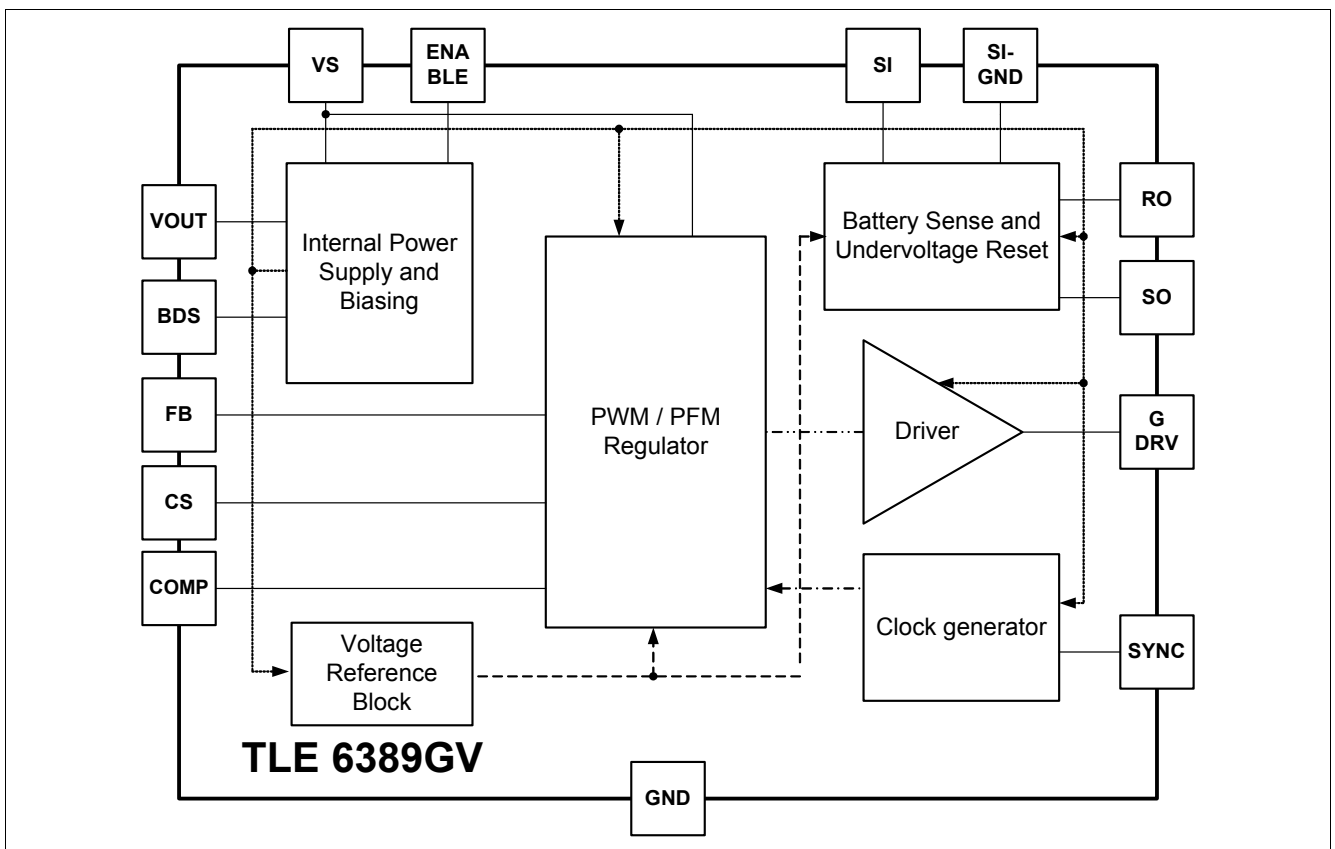 VS
ENA
BLE
SI
SI-
GND
VOUT
BDS
FB
CS
COMP
Internal Power
Supply and
Biasing
PWM / PFM
Regulator
Battery Sense and
Undervoltage Reset
Driver
Clock generator
Voltage
Reference
Block
RO
SO
G
DRV
SYNC
TLE 6389GV
GND